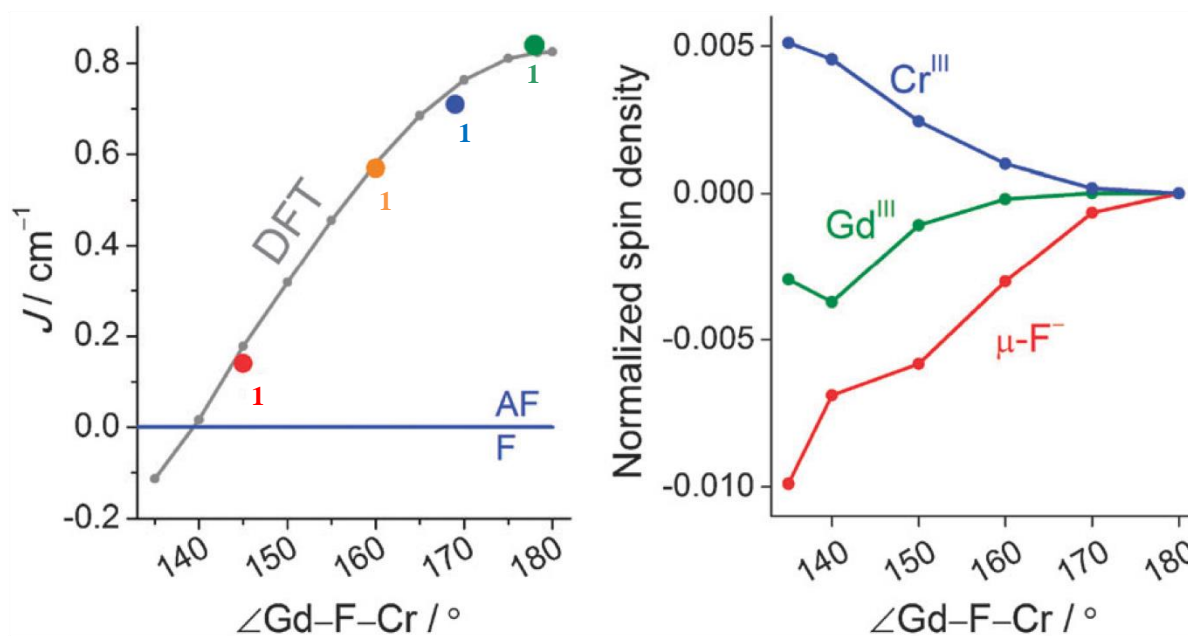 J / cm⁻¹
0.8
0.6
0.4
0.2
0.0
-0.2
DFT
1
1
1
1
AF
F
140
150
160
170
180
∠Gd–F–Cr / °
Normalized spin density
0.005
0.000
-0.005
-0.010
Crᴵᴵᴵ
Gdᴵᴵᴵ
μ-F⁻
140
150
160
170
180
∠Gd–F–Cr / °